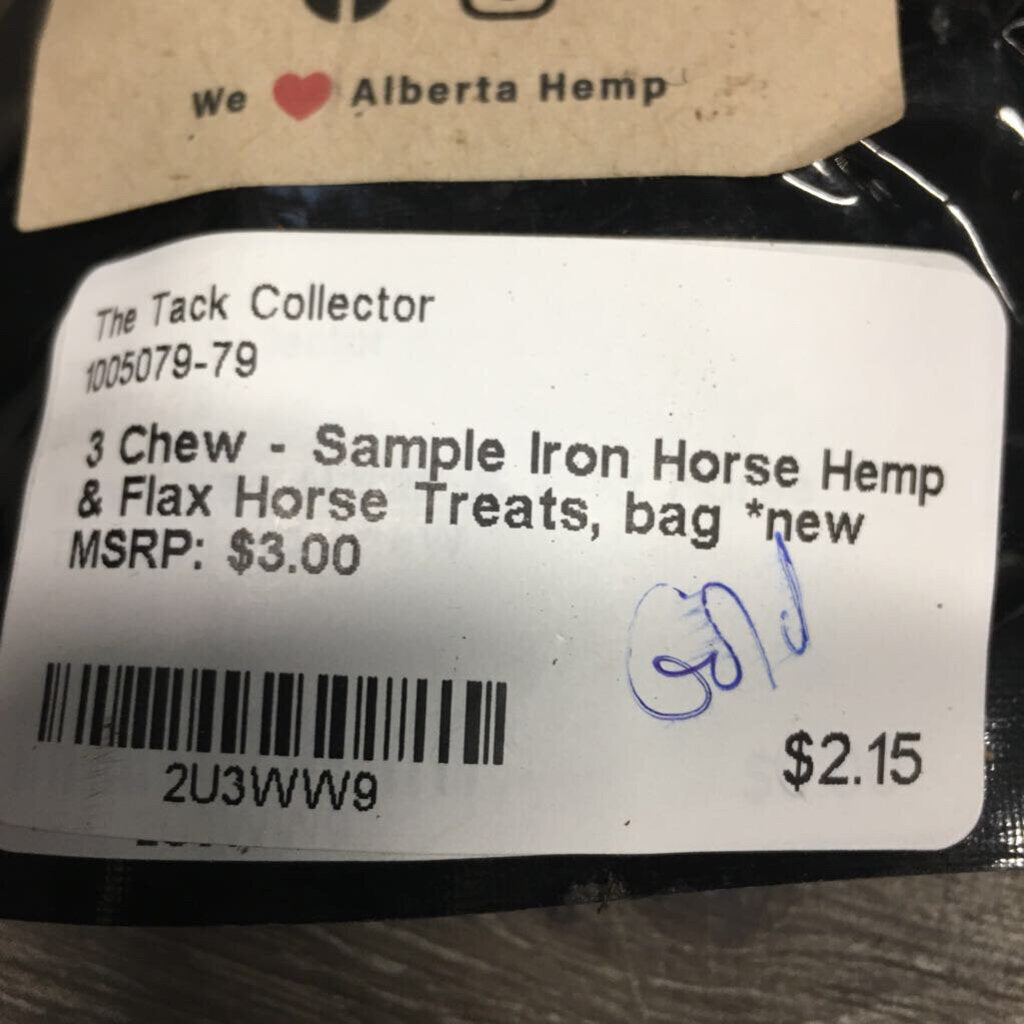 We ❤ Alberta Hemp
The Tack Collector
1005079-79
3 Chew - Sample Iron Horse Hemp
& Flax Horse Treats, bag *new
MSRP: $3.00
$2.15
2U3WW9